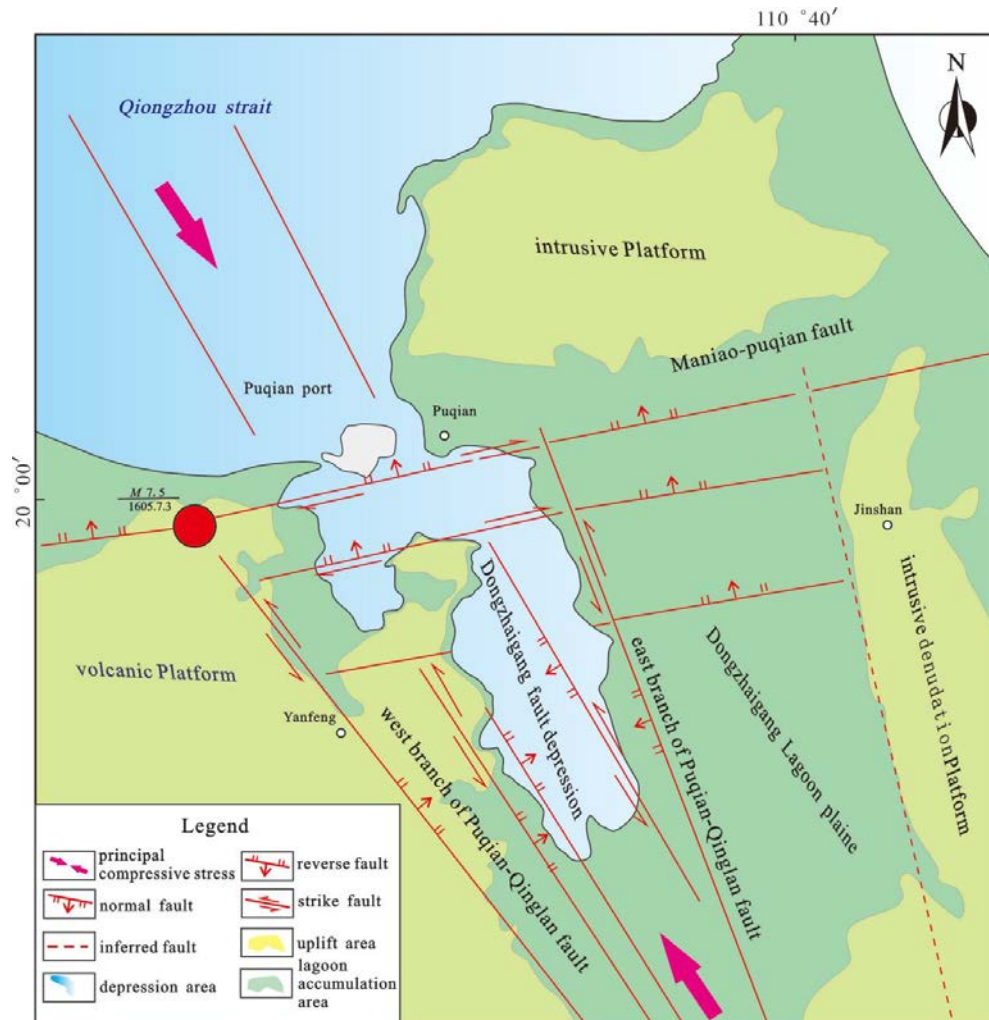 110 °40′
N
Qiongzhou strait
intrusive Platform
Maniao-puqian fault
Puqian port
Puqian
20 °00′
M 7.5
1605.7.3
Jinshan
volcanic Platform
Yanfeng
Dongzhaigang fault depression
east branch of Puqian-Qinglan fault
Dongzhaigang Lagoon plaine
intrusive denudation Platform
west branch of Puqian-Qinglan fault
Legend
principal
compressive stress
reverse fault
normal fault
strike fault
inferred fault
uplift area
depression area
lagoon
accumulation
area